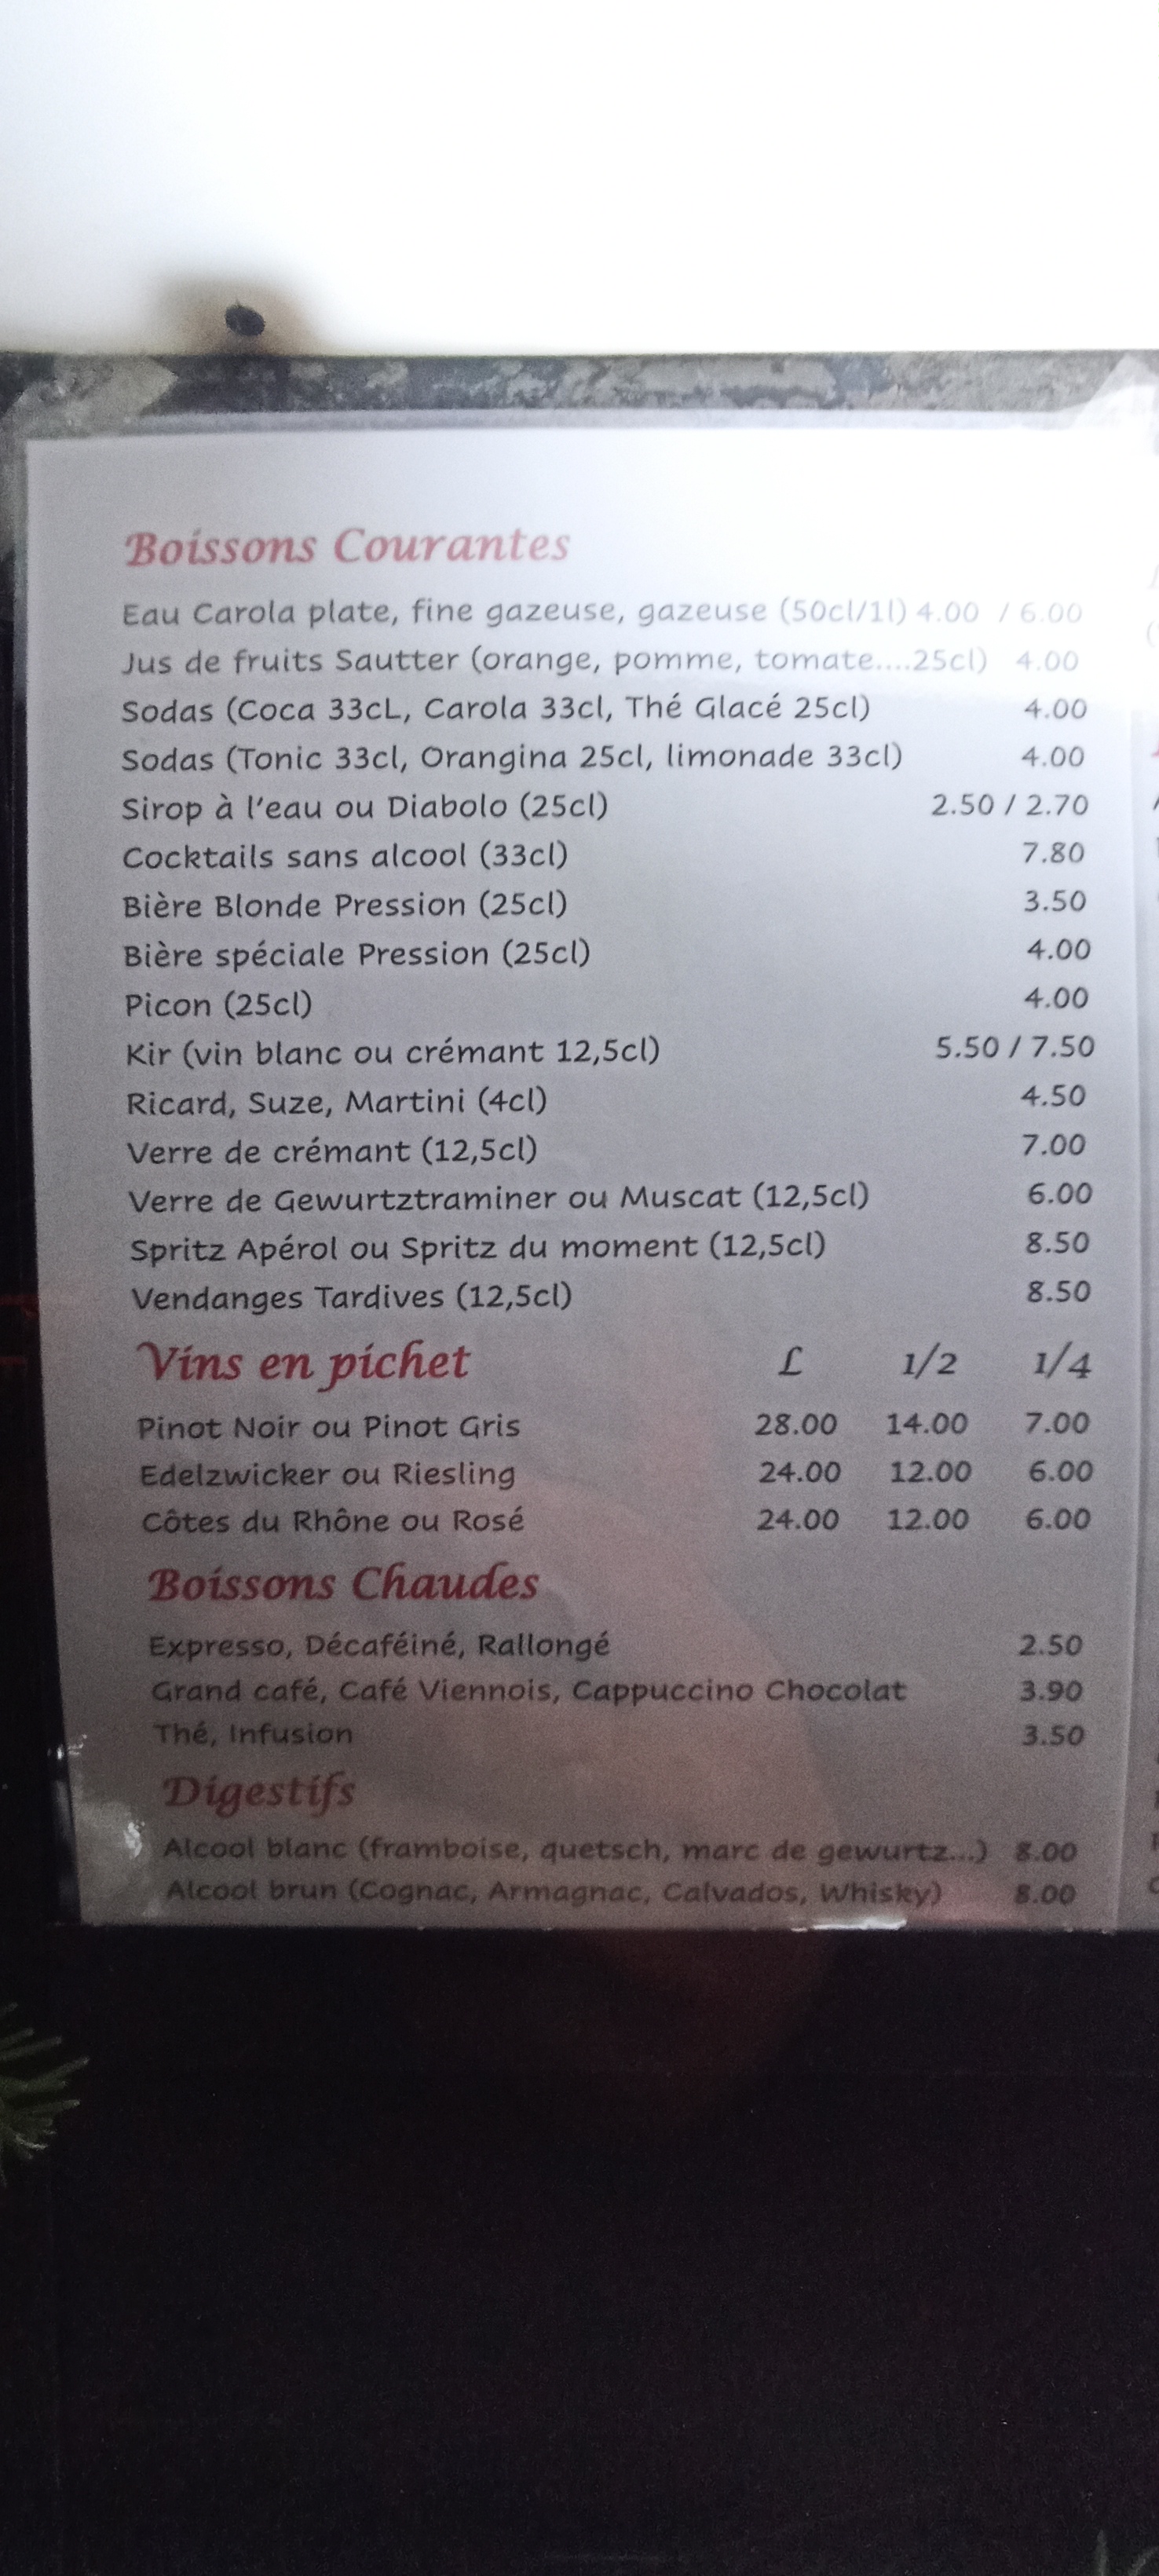 Boissons Courantes
Eau Carola plate, fine gazeuse, gazeuse (50cl/1l) 4.00 / 6.00
Jus de fruits Sautter (orange, pomme, tomate....25cl) 4.00
Sodas (Coca 33cL, Carola 33cl, Thé Glacé 25cl) 4.00
Sodas (Tonic 33cl, Orangina 25cl, limonade 33cl) 4.00
Sirop à l'eau ou Diabolo (25cl) 2.50 / 2.70
Cocktails sans alcool (33cl) 7.80
Bière Blonde Pression (25cl) 3.50
Bière spéciale Pression (25cl) 4.00
Picon (25cl) 4.00
Kir (vin blanc ou crémant 12,5cl) 5.50 / 7.50
Ricard, Suze, Martini (4cl) 4.50
Verre de crémant (12,5cl) 7.00
Verre de Gewurtztraminer ou Muscat (12,5cl) 6.00
Spritz Apérol ou Spritz du moment (12,5cl) 8.50
Vendanges Tardives (12,5cl) 8.50
Vins en pichet L 1/2 1/4
Pinot Noir ou Pinot Gris 28.00 14.00 7.00
Edelzwicker ou Riesling 24.00 12.00 6.00
Côtes du Rhône ou Rosé 24.00 12.00 6.00
Boissons Chaudes
Expresso, Décaféiné, Rallongé 2.50
Grand café, Café Viennois, Cappuccino Chocolat 3.90
Thé, Infusion 3.50
Digestifs
Alcool blanc (framboise, quetsch, marc de gewurtz...) 8.00
Alcool brun (Cognac, Armagnac, Calvados, Whisky) 8.00